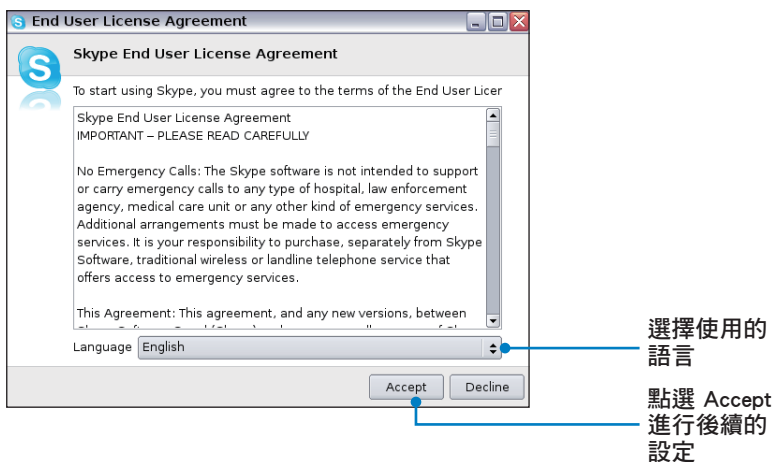 End User License Agreement
Skype End User License Agreement
To start using Skype, you must agree to the terms of the End User Licer
Skype End User License Agreement
IMPORTANT – PLEASE READ CAREFULLY
No Emergency Calls: The Skype software is not intended to support
or carry emergency calls to any type of hospital, law enforcement
agency, medical care unit or any other kind of emergency services.
Additional arrangements must be made to access emergency
services. It is your responsibility to purchase, separately from Skype
Software, traditional wireless or landline telephone service that
offers access to emergency services.
This Agreement: This agreement, and any new versions, between
Language English
Accept Decline
選擇使用的
語言
點選 Accept
進行後續的
設定